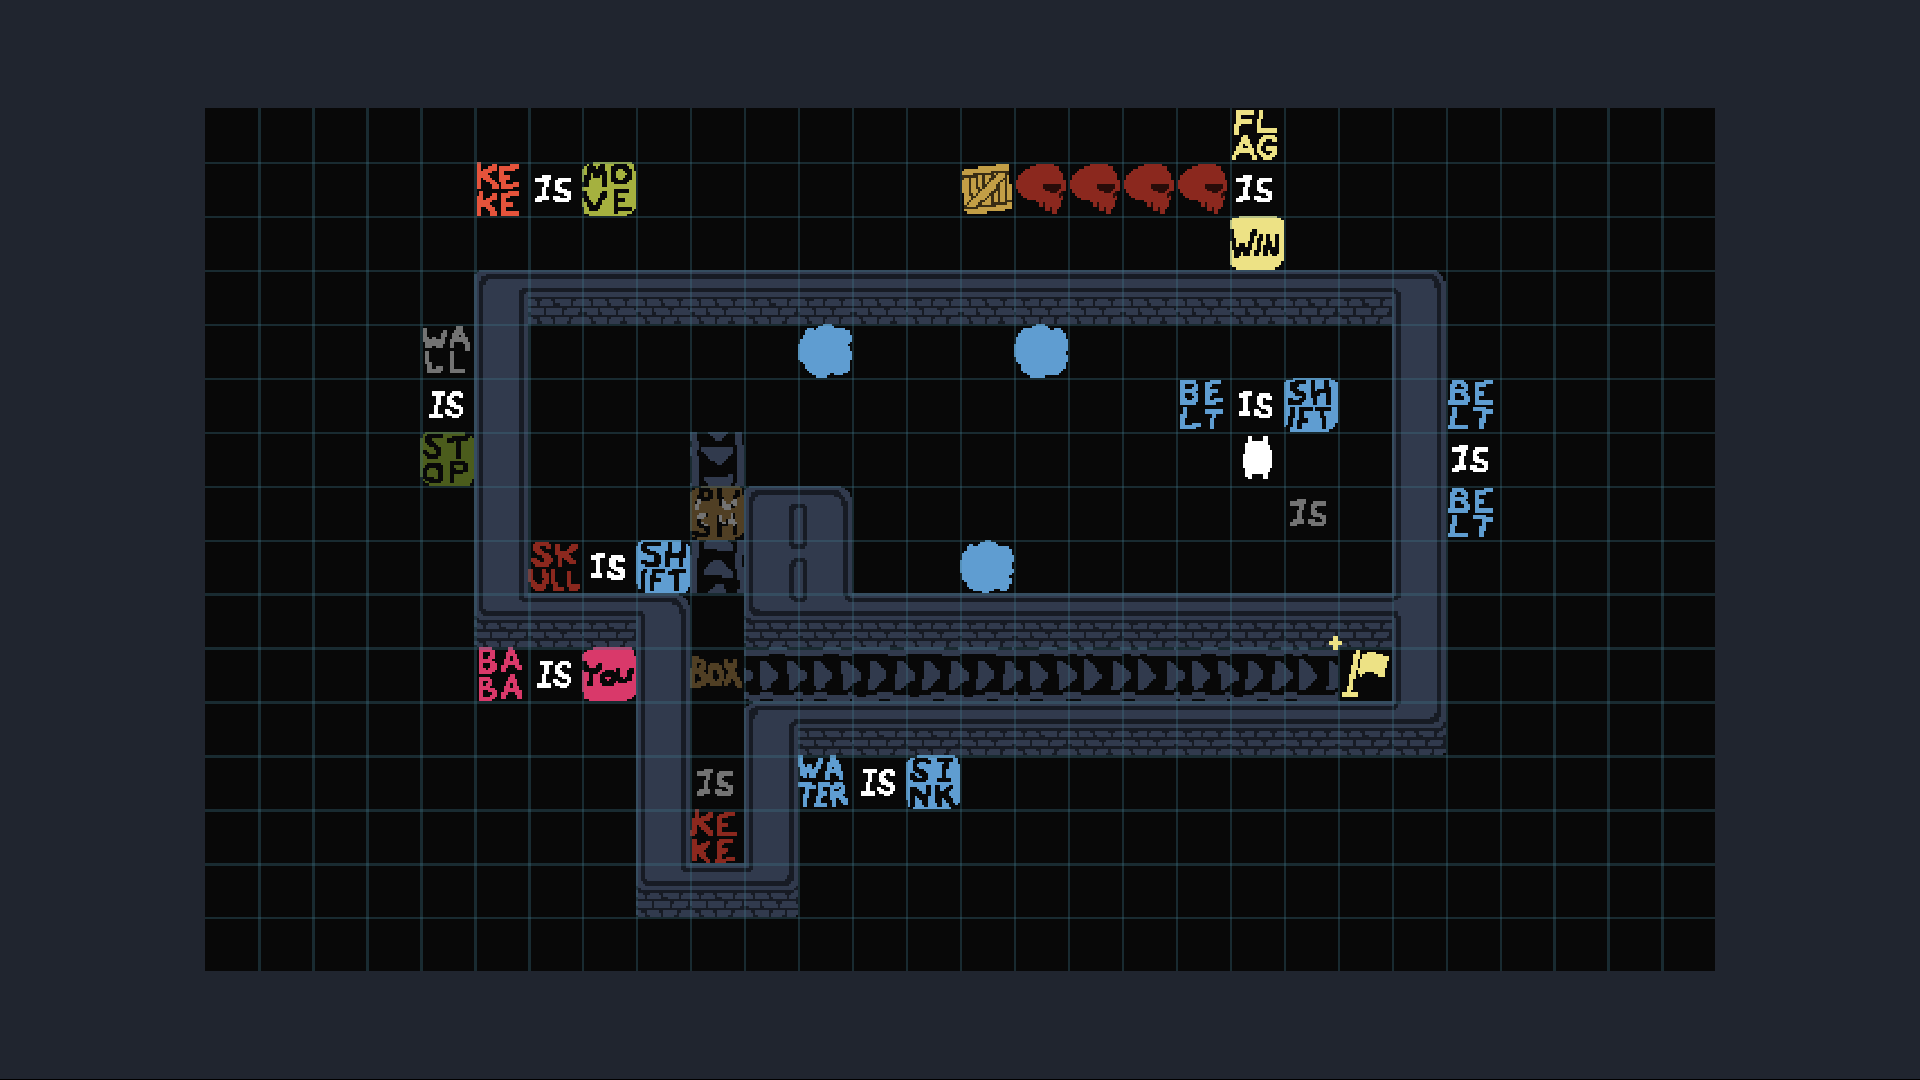 FLAG
KEKE IS MOVE
IS
WIN
WALL
IS
STOP
BELT IS SHIFT
BELT
IS
BELT
PUSH
IS
SKULL IS SHIFT
BABA IS YOU
BOX
IS
WATER IS SINK
KEKE